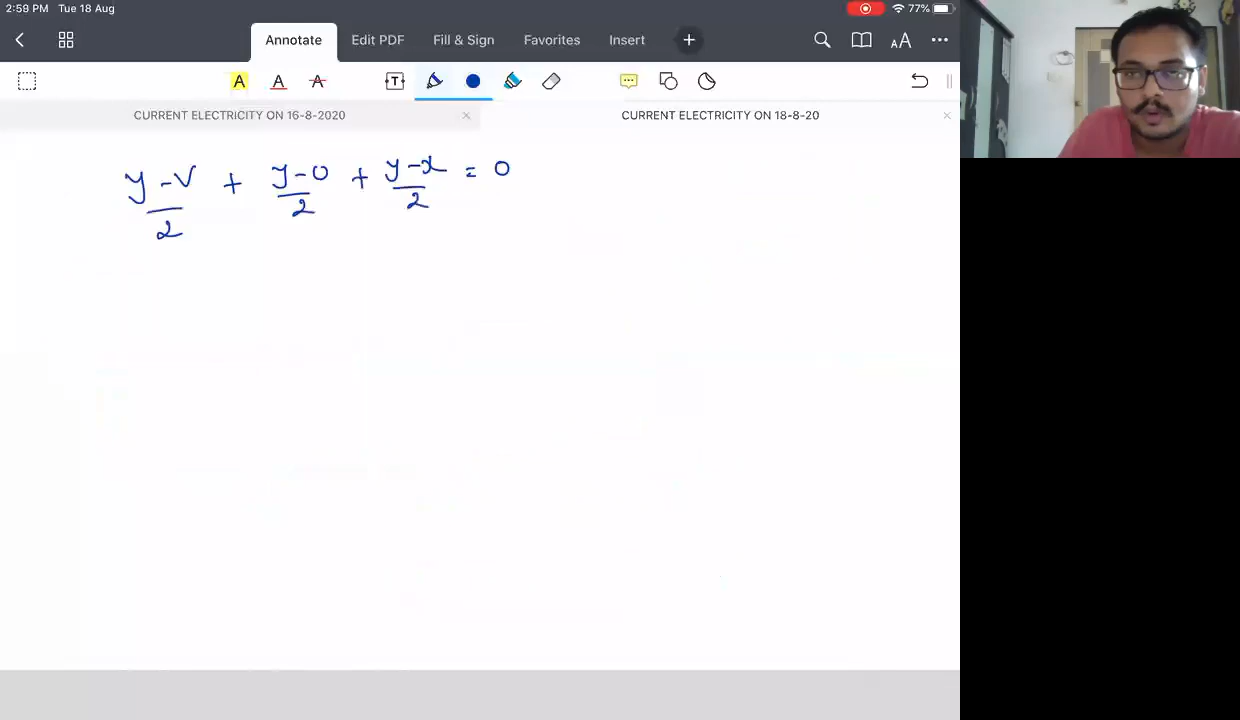 2:59 PM Tue 18 Aug 77%
Annotate Edit PDF Fill & Sign Favorites Insert +
A A A T
CURRENT ELECTRICITY ON 16-8-2020 × CURRENT ELECTRICITY ON 18-8-20 ×
y-V/2 + y-0/2 + y-x/2 = 0